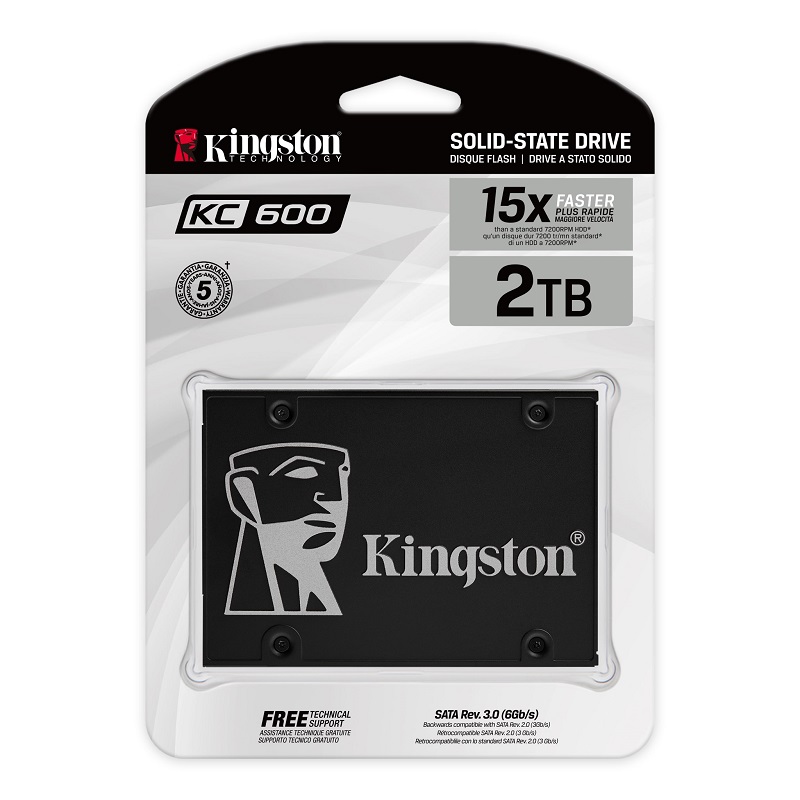 Kingston®
TECHNOLOGY
SOLID-STATE DRIVE
DISQUE FLASH | DRIVE A STATO SOLIDO
KC 600
15x FASTER
PLUS RAPIDE
MAGGIORE VELOCITÀ
than a standard 7200RPM HDD*
qu'un disque dur 7200 tr/mn standard*
di un HDD a 7200RPM*
5†
2TB
Kingston®
FREE TECHNICAL
SUPPORT
ASSISTANCE TECHNIQUE GRATUITE
SUPPORTO TECNICO GRATUITO
SATA Rev. 3.0 (6Gb/s)
Backwards compatible with SATA Rev. 2.0 (3Gb/s)
Rétrocompatible avec SATA Rev. 2.0 (3 Gb/s)
Retrocompatibile con lo standard SATA Rev. 2.0 (3 Gb/s)